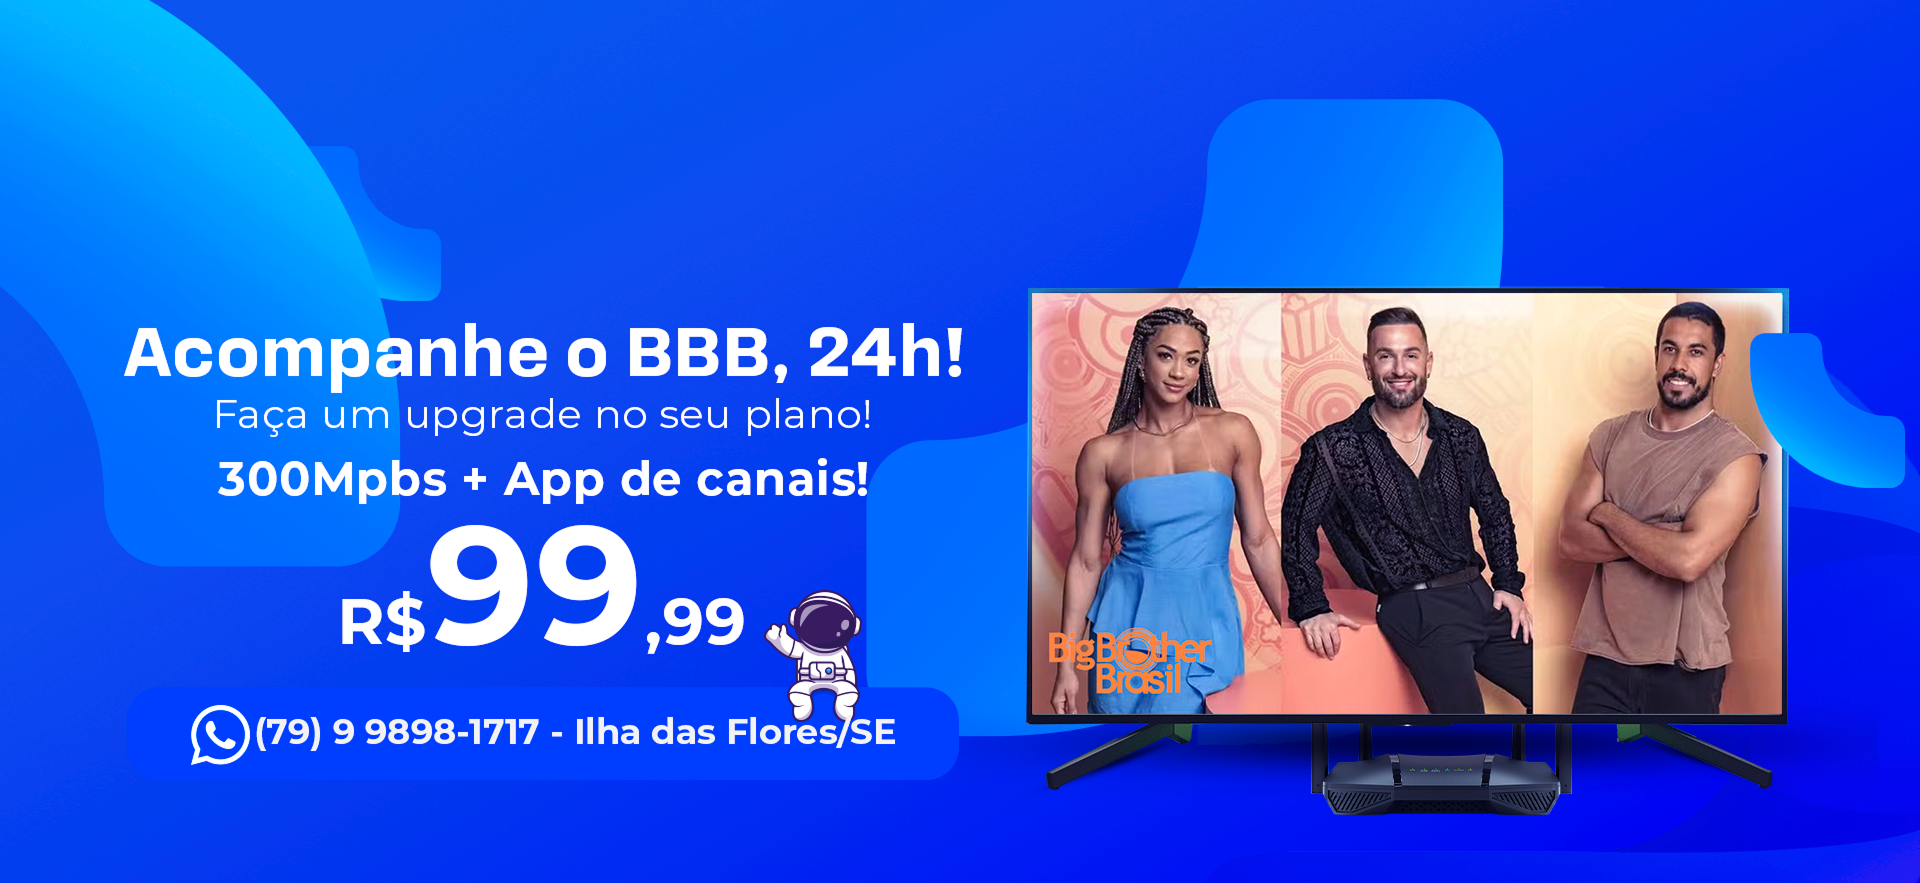 Acompanhe o BBB, 24h!
Faça um upgrade no seu plano!
300Mpbs + App de canais!
R$99,99
(79) 9 9898-1717 - Ilha das Flores/SE
Big Brother
Brasil